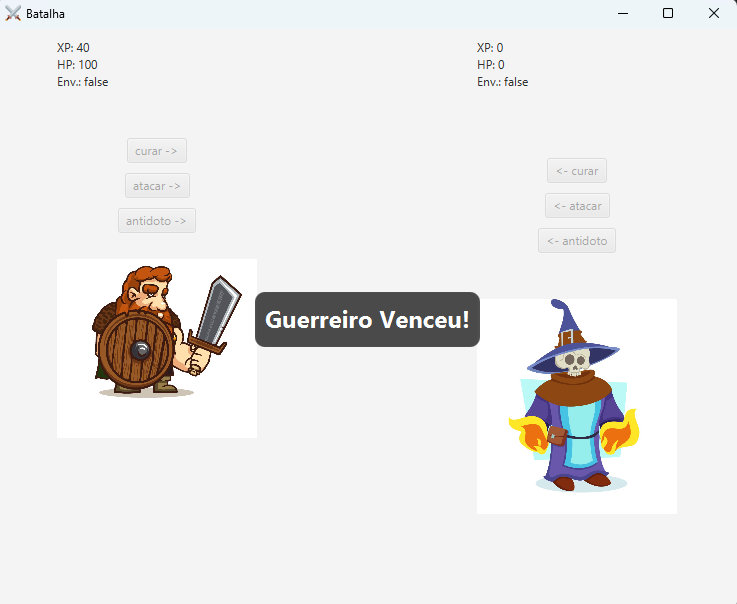 Batalha
XP: 40
HP: 100
Env.: false
curar ->
atacar ->
antidoto ->
XP: 0
HP: 0
Env.: false
<- curar
<- atacar
<- antidoto
Guerreiro Venceu!